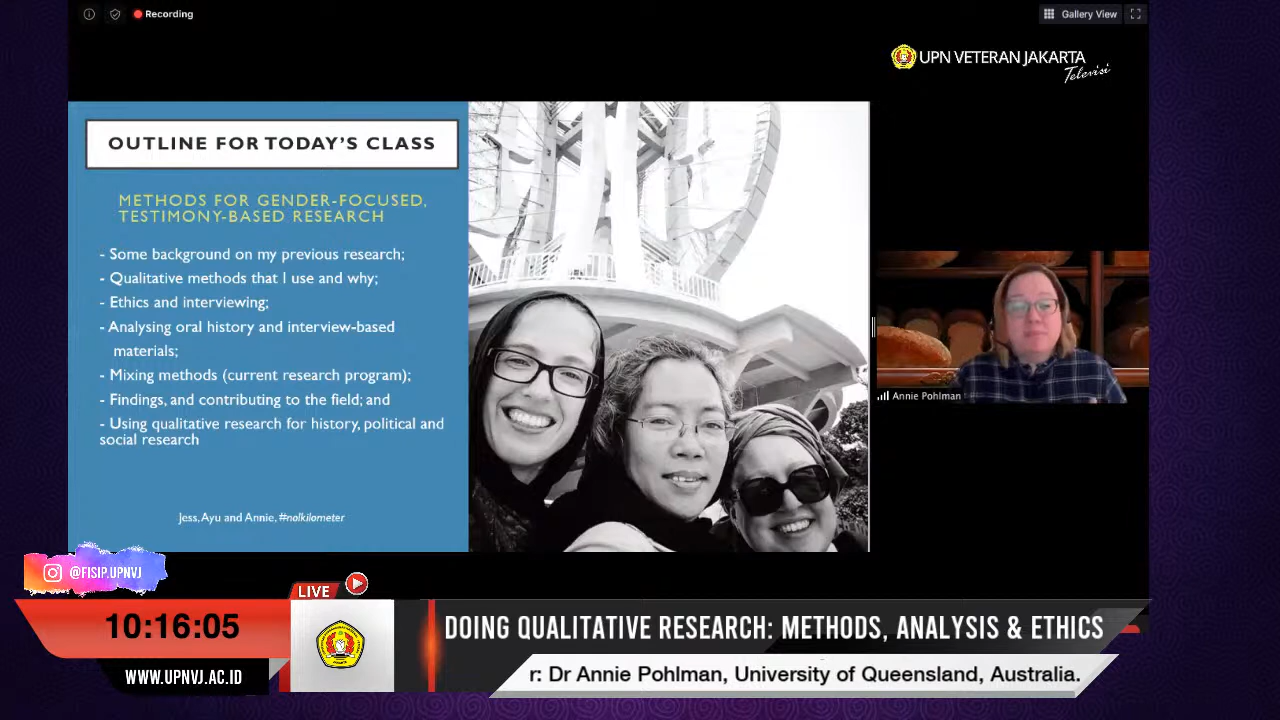 Recording
Gallery View
UPN VETERAN JAKARTA
Televisi
OUTLINE FOR TODAY'S CLASS
METHODS FOR GENDER-FOCUSED,
TESTIMONY-BASED RESEARCH
- Some background on my previous research;
- Qualitative methods that I use and why;
- Ethics and interviewing;
- Analysing oral history and interview-based
materials;
- Mixing methods (current research program);
- Findings, and contributing to the field; and
- Using qualitative research for history, political and
social research
Jess, Ayu and Annie, #nolkilometer
Annie Pohlman
@FISIP.UPNVJ
LIVE
10:16:05
DOING QUALITATIVE RESEARCH: METHODS, ANALYSIS & ETHICS
WWW.UPNVJ.AC.ID
r: Dr Annie Pohlman, University of Queensland, Australia.